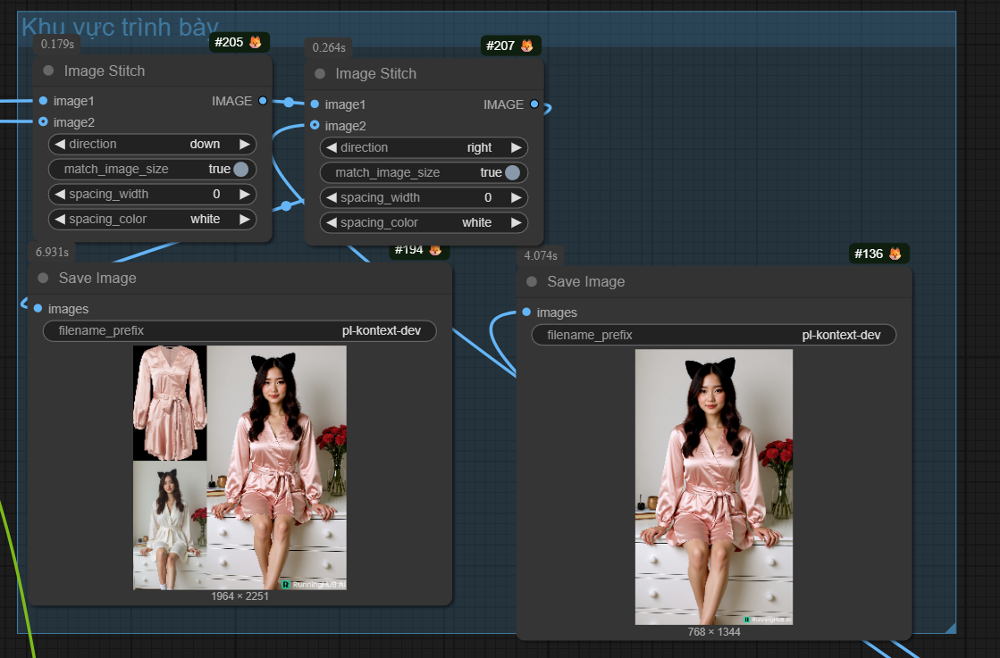 Khu vực trình bày
0.179s
#205
Image Stitch
image1
IMAGE
image2
direction
down
match_image_size
true
spacing_width
0
spacing_color
white
0.264s
#207
Image Stitch
image1
IMAGE
image2
direction
right
match_image_size
true
spacing_width
0
spacing_color
white
6.931s
#194
Save Image
images
filename_prefix
pl-kontext-dev
RunningHub AI
1964 × 2251
4.074s
#136
Save Image
images
filename_prefix
pl-kontext-dev
RunningHub AI
768 × 1344